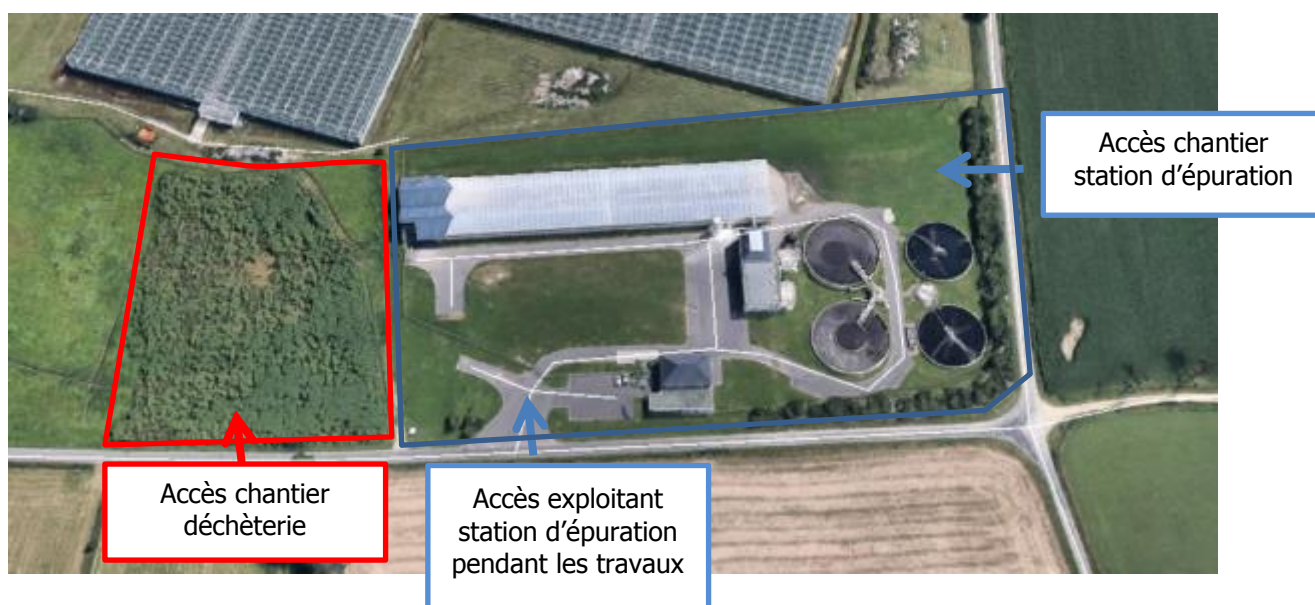 Accès chantier
station d'épuration
Accès chantier
déchèterie
Accès exploitant
station d'épuration
pendant les travaux